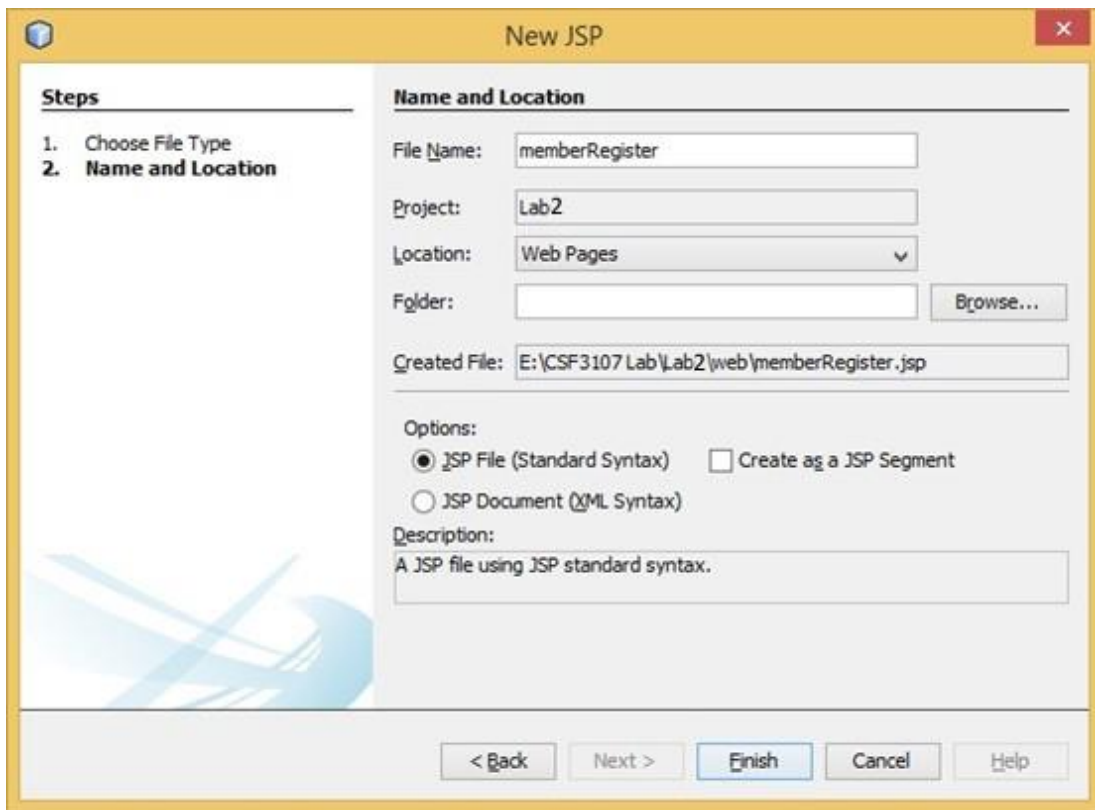 New JSP
Steps
1. Choose File Type
2. Name and Location
Name and Location
File Name: memberRegister
Project: Lab2
Location: Web Pages
Folder: Browse...
Created File: E:\CSF3107 Lab\Lab2\web\memberRegister.jsp
Options:
JSP File (Standard Syntax) Create as a JSP Segment
JSP Document (XML Syntax)
Description:
A JSP file using JSP standard syntax.
< Back Next > Finish Cancel Help